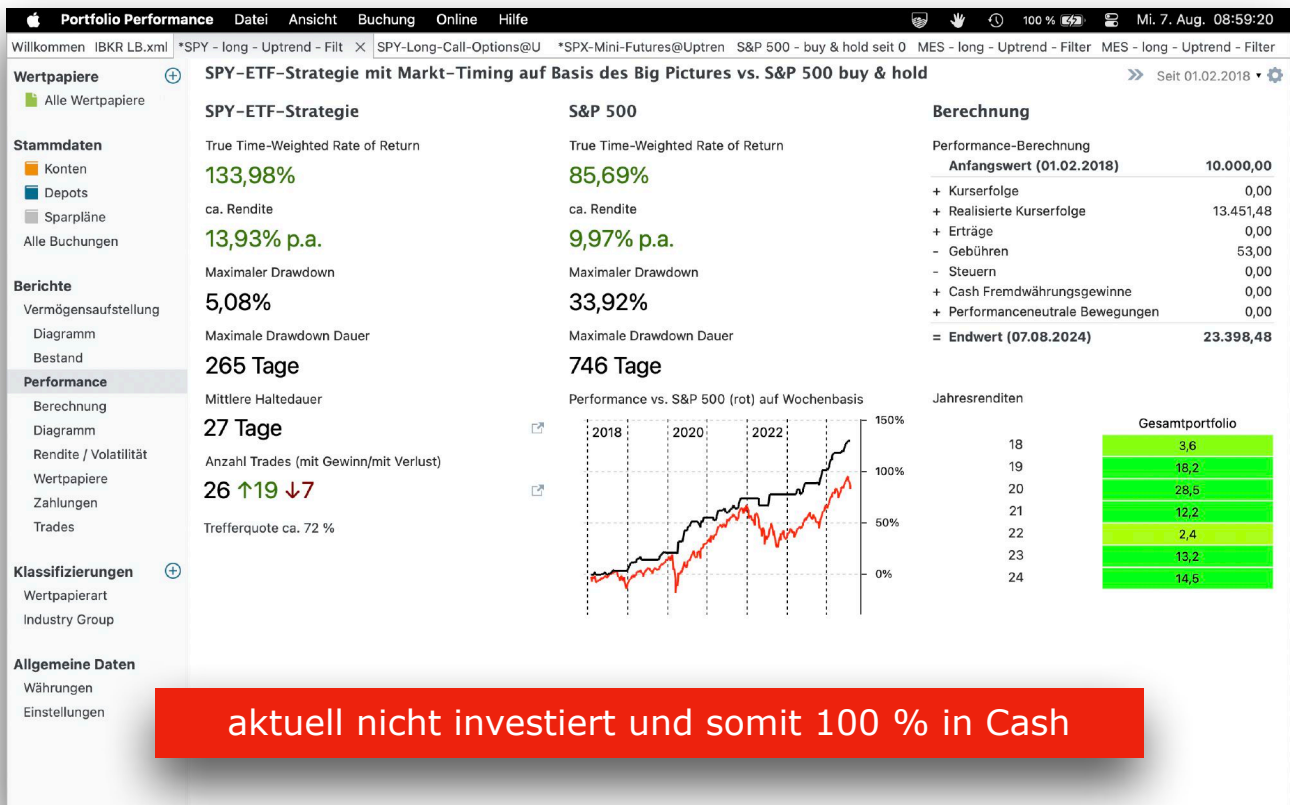 Portfolio Performance Datei Ansicht Buchung Online Hilfe 100 % Mi. 7. Aug. 08:59:20
Willkommen IBKR LB.xml *SPY - long - Uptrend - Filt SPY-Long-Call-Options@U *SPX-Mini-Futures@Uptren S&P 500 - buy & hold seit 0 MES - long - Uptrend - Filter MES - long - Uptrend - Filter
Wertpapiere
Alle Wertpapiere
Stammdaten
Konten
Depots
Sparpläne
Alle Buchungen
Berichte
Vermögensaufstellung
Diagramm
Bestand
Performance
Berechnung
Diagramm
Rendite / Volatilität
Wertpapiere
Zahlungen
Trades
Klassifizierungen
Wertpapierart
Industry Group
Allgemeine Daten
Währungen
Einstellungen
SPY-ETF-Strategie mit Markt-Timing auf Basis des Big Pictures vs. S&P 500 buy & hold
Seit 01.02.2018
SPY-ETF-Strategie
True Time-Weighted Rate of Return
133,98%
ca. Rendite
13,93% p.a.
Maximaler Drawdown
5,08%
Maximale Drawdown Dauer
265 Tage
Mittlere Haltedauer
27 Tage
Anzahl Trades (mit Gewinn/mit Verlust)
26 ↑19 ↓7
Trefferquote ca. 72 %
S&P 500
True Time-Weighted Rate of Return
85,69%
ca. Rendite
9,97% p.a.
Maximaler Drawdown
33,92%
Maximale Drawdown Dauer
746 Tage
Performance vs. S&P 500 (rot) auf Wochenbasis
2018 2020 2022
150%
100%
50%
0%
Berechnung
Performance-Berechnung
Anfangswert (01.02.2018) 10.000,00
+ Kurserfolge 0,00
+ Realisierte Kurserfolge 13.451,48
+ Erträge 0,00
- Gebühren 53,00
- Steuern 0,00
+ Cash Fremdwährungsgewinne 0,00
+ Performanceneutrale Bewegungen 0,00
= Endwert (07.08.2024) 23.398,48
Jahresrenditen
Gesamtportfolio
18 3,6
19 18,2
20 28,5
21 12,2
22 2,4
23 13,2
24 14,5
aktuell nicht investiert und somit 100 % in Cash